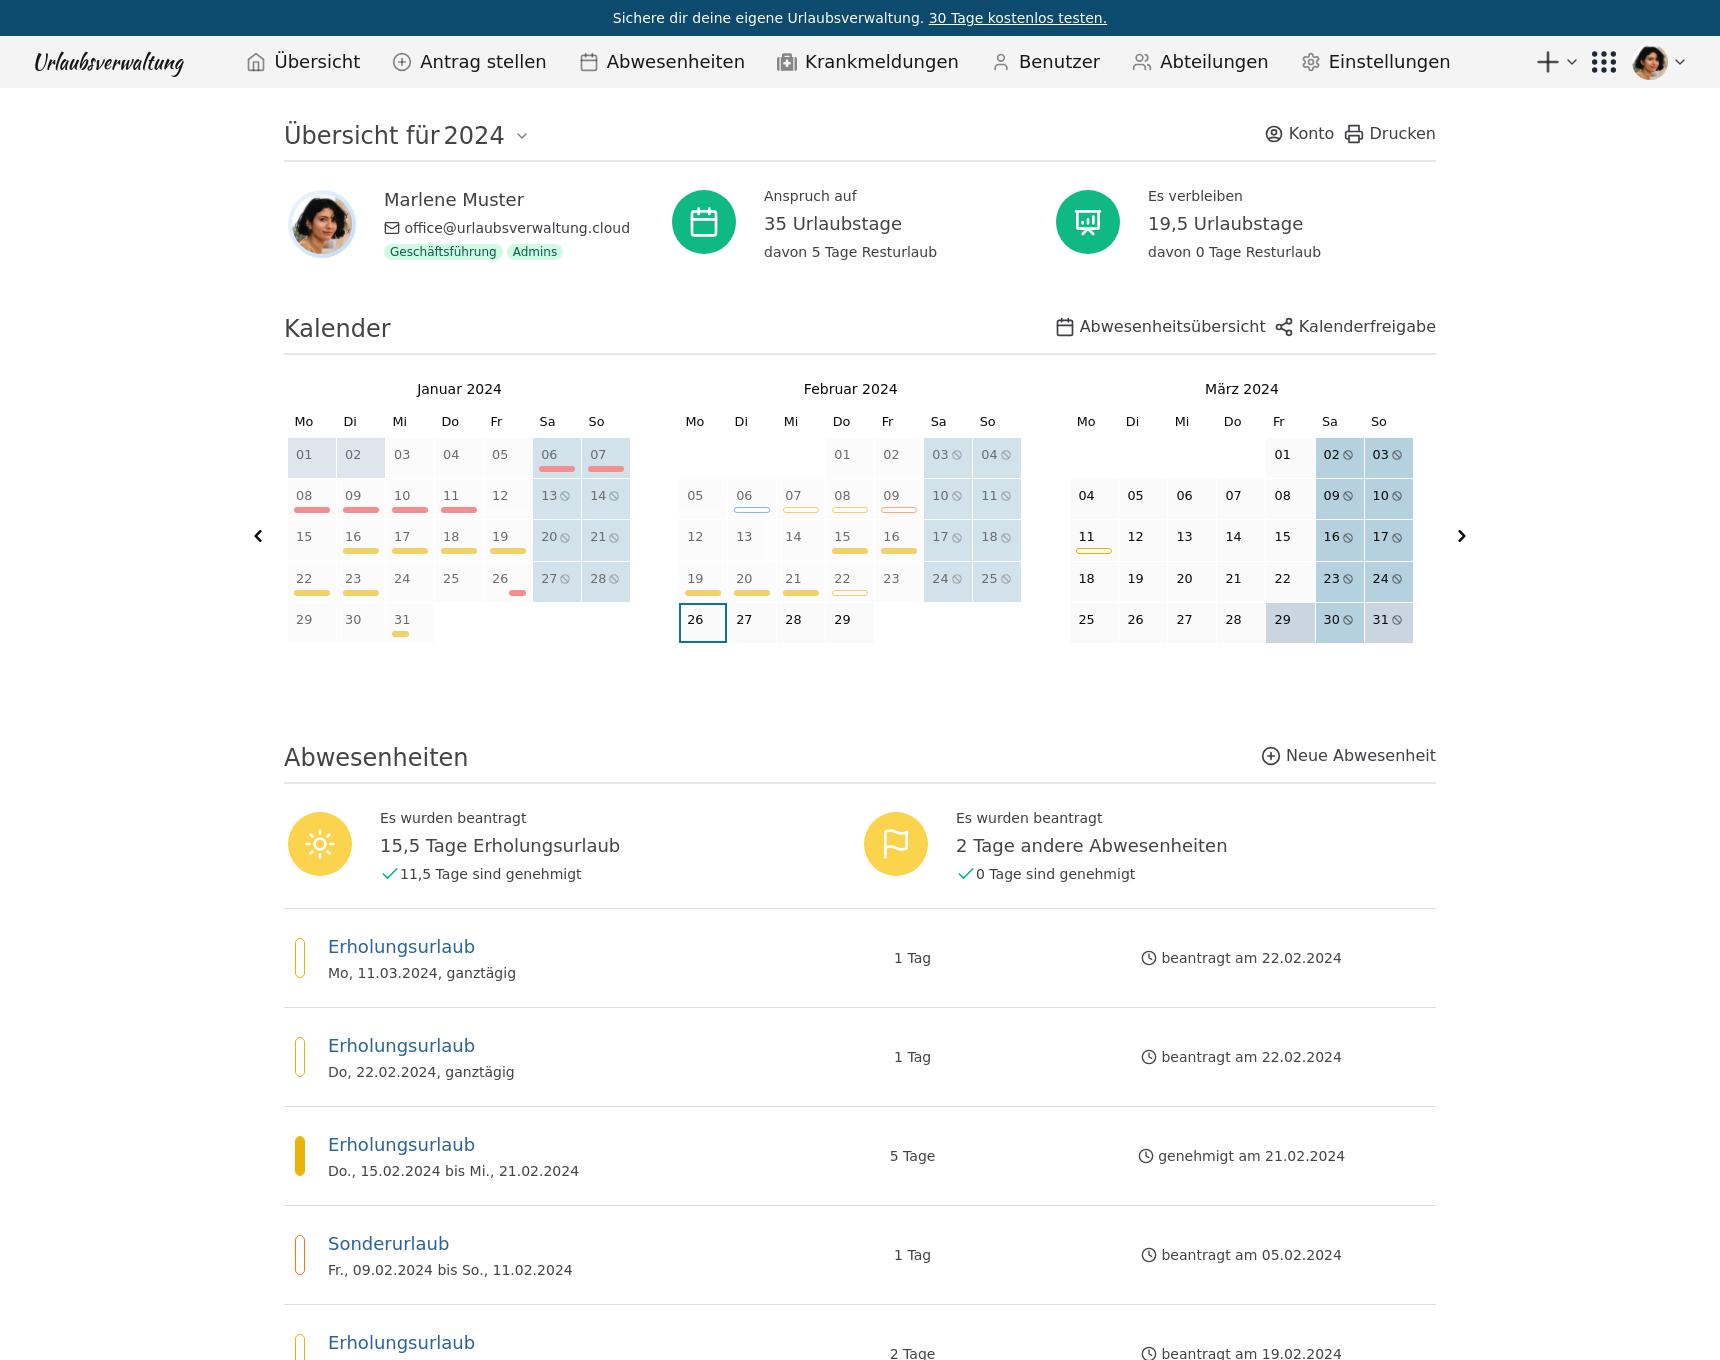 Sichere dir deine eigene Urlaubsverwaltung. 30 Tage kostenlos testen.
Urlaubsverwaltung Übersicht Antrag stellen Abwesenheiten Krankmeldungen Benutzer Abteilungen Einstellungen
Übersicht für 2024 Konto Drucken
Marlene Muster
office@urlaubsverwaltung.cloud
Geschäftsführung Admins
Anspruch auf
35 Urlaubstage
davon 5 Tage Resturlaub
Es verbleiben
19,5 Urlaubstage
davon 0 Tage Resturlaub
Kalender Abwesenheitsübersicht Kalenderfreigabe
Januar 2024
Mo Di Mi Do Fr Sa So
01 02 03 04 05 06 07
08 09 10 11 12 13 14
15 16 17 18 19 20 21
22 23 24 25 26 27 28
29 30 31
Februar 2024
Mo Di Mi Do Fr Sa So
01 02 03 04
05 06 07 08 09 10 11
12 13 14 15 16 17 18
19 20 21 22 23 24 25
26 27 28 29
März 2024
Mo Di Mi Do Fr Sa So
01 02 03
04 05 06 07 08 09 10
11 12 13 14 15 16 17
18 19 20 21 22 23 24
25 26 27 28 29 30 31
Abwesenheiten Neue Abwesenheit
Es wurden beantragt
15,5 Tage Erholungsurlaub
11,5 Tage sind genehmigt
Es wurden beantragt
2 Tage andere Abwesenheiten
0 Tage sind genehmigt
Erholungsurlaub
Mo, 11.03.2024, ganztägig
1 Tag
beantragt am 22.02.2024
Erholungsurlaub
Do, 22.02.2024, ganztägig
1 Tag
beantragt am 22.02.2024
Erholungsurlaub
Do., 15.02.2024 bis Mi., 21.02.2024
5 Tage
genehmigt am 21.02.2024
Sonderurlaub
Fr., 09.02.2024 bis So., 11.02.2024
1 Tag
beantragt am 05.02.2024
Erholungsurlaub
2 Tage
beantragt am 19.02.2024